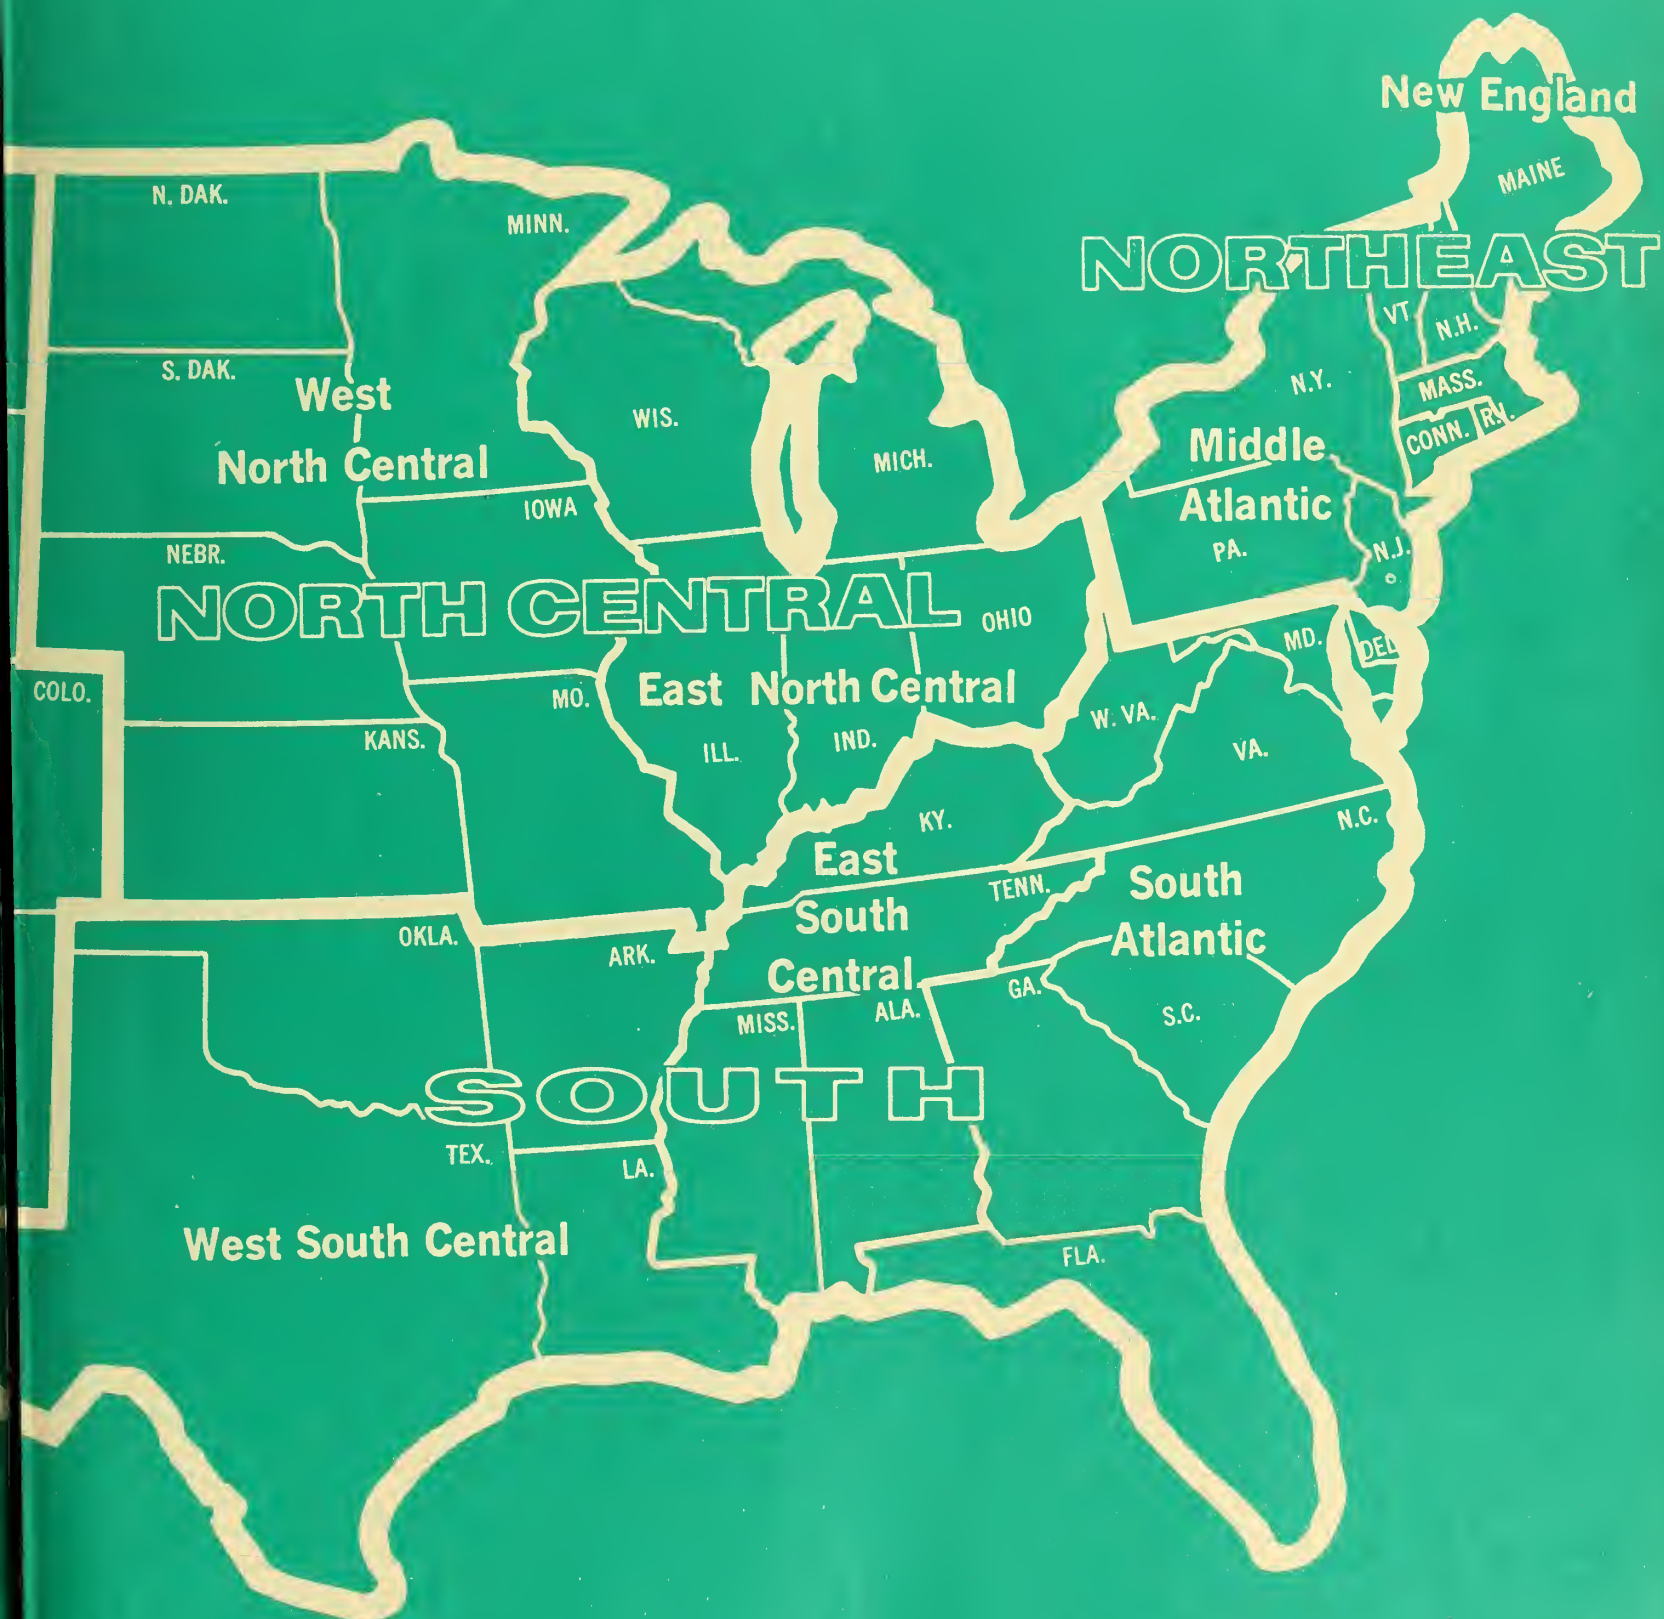 New England
MAINE
N. DAK.
MINN.
NORTHEAST
VT.
N.H.
S. DAK.
West
North Central
WIS.
MICH.
N.Y.
MASS.
CONN.
R.I.
Middle
Atlantic
IOWA
NEBR.
PA.
N.J.
NORTH CENTRAL
OHIO
MD.
DEL
COLO.
MO.
East North Central
KANS.
ILL.
IND.
W. VA.
VA.
KY.
N.C.
East
South
Central
TENN.
South
Atlantic
OKLA.
ARK.
MISS.
ALA.
GA.
S.C.
SOUTH
TEX.
LA.
West South Central
FLA.